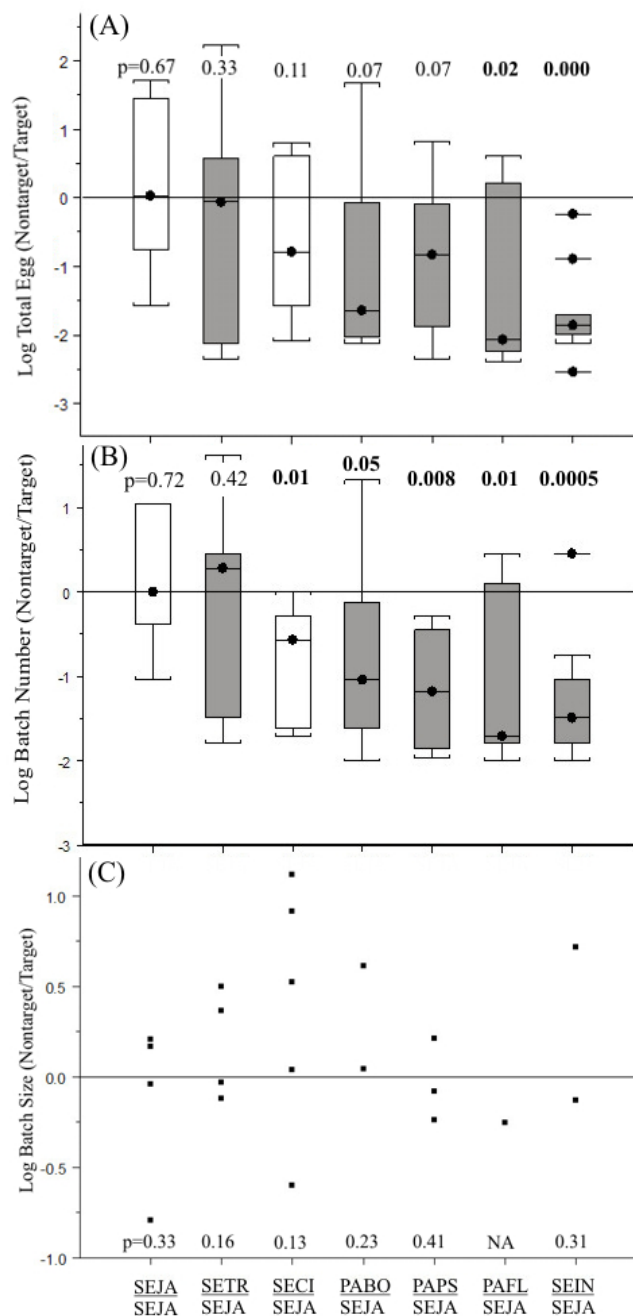 (A)
Log Total Egg (Nontarget/Target)
2
1
0
-1
-2
-3
p=0.67 0.33 0.11 0.07 0.07 0.02 0.000
(B)
Log Batch Number (Nontarget/Target)
1
0
-1
-2
-3
p=0.72 0.42 0.01 0.05 0.008 0.01 0.0005
(C)
Log Batch Size (Nontarget/Target)
1.0
0.5
0.0
-0.5
-1.0
p=0.33 0.16 0.13 0.23 0.41 NA 0.31
SEJA SETR SECI PABO PAPS PAFL SEIN
SEJA SEJA SEJA SEJA SEJA SEJA SEJA